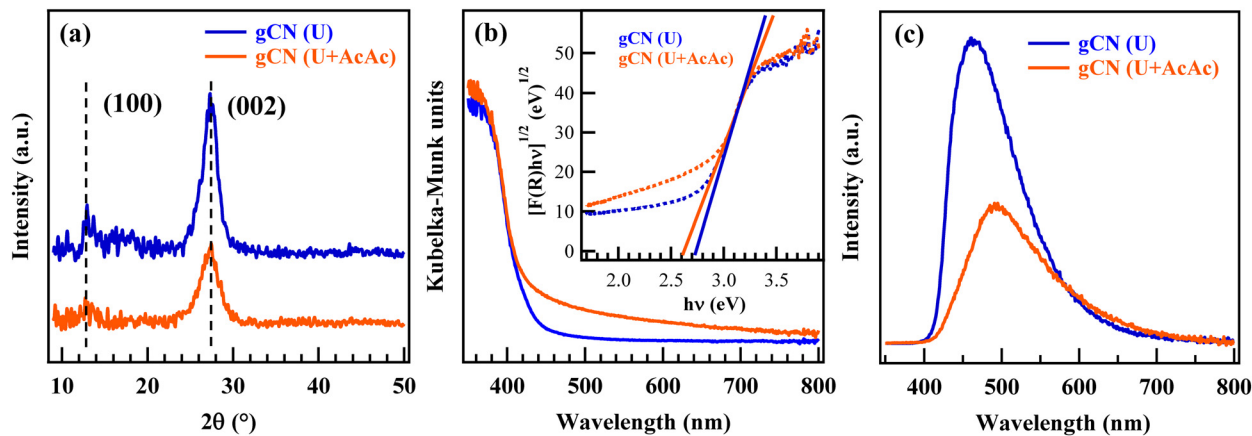 (a)
gCN (U)
gCN (U+AcAc)
(100)
(002)
Intensity (a.u.)
10 20 30 40 50
2θ (°)
(b)
gCN (U)
gCN (U+AcAc)
[F(R)hν]^1/2 (eV)^1/2
50
40
30
20
10
0
2.0 2.5 3.0 3.5
hν (eV)
Kubelka-Munk units
400 500 600 700 800
Wavelength (nm)
(c)
gCN (U)
gCN (U+AcAc)
Intensity (a.u.)
400 500 600 700 800
Wavelength (nm)